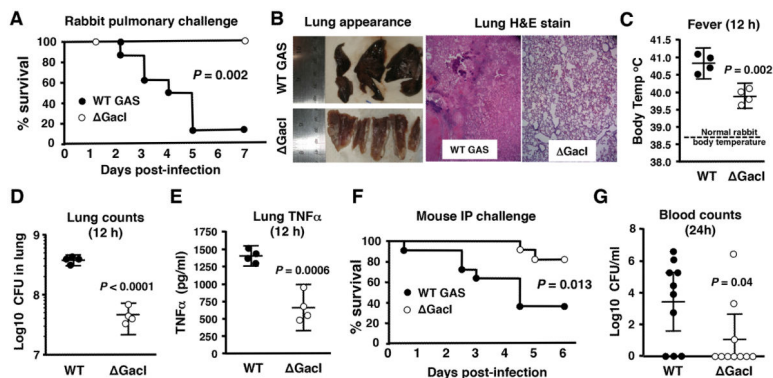 A
Rabbit pulmonary challenge
% survival
100
80
60
40
20
0
P = 0.002
WT GAS
ΔGacI
0 1 2 3 4 5 6 7
Days post-infection
B
Lung appearance
WT GAS
ΔGacI
Lung H&E stain
WT GAS
ΔGacI
C
Fever (12 h)
Body Temp °C
41.5
41.0
40.5
40.0
39.5
39.0
38.5
38.0
P = 0.002
Normal rabbit
body temperature
WT ΔGacI
D
Lung counts
(12 h)
Log10 CFU in lung
9
8
7
P < 0.0001
WT ΔGacI
E
Lung TNFα
(12 h)
TNFα (pg/ml)
1750
1500
1250
1000
750
500
250
0
P = 0.0006
WT ΔGacI
F
Mouse IP challenge
% survival
100
80
60
40
20
0
P = 0.013
WT GAS
ΔGacI
0 1 2 3 4 5 6
Days post-infection
G
Blood counts
(24h)
Log10 CFU/ml
8
6
4
2
0
P = 0.04
WT ΔGacI